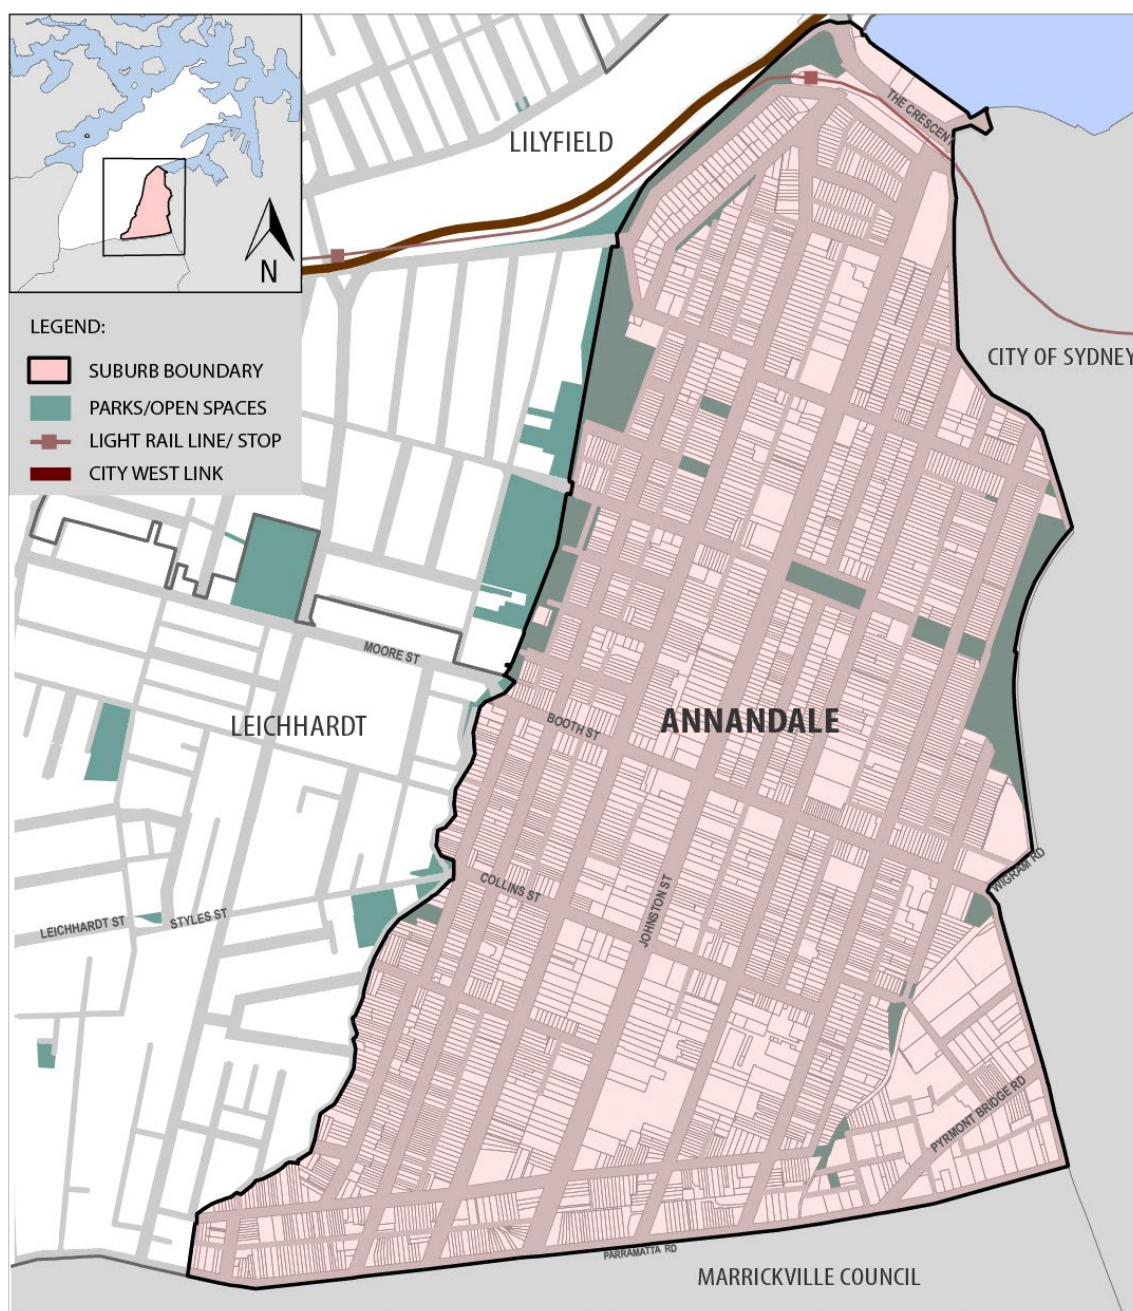 N
LEGEND:
SUBURB BOUNDARY
PARKS/OPEN SPACES
LIGHT RAIL LINE/ STOP
CITY WEST LINK
LILYFIELD
THE CRESCENT
CITY OF SYDNEY
MOORE ST
LEICHHARDT
BOOTH ST
ANNANDALE
COLLINS ST
JOHNSTON ST
WIGRAM RD
LEICHHARDT ST
STYLES ST
PYRMONT BRIDGE RD
PARRAMATTA RD
MARRICKVILLE COUNCIL